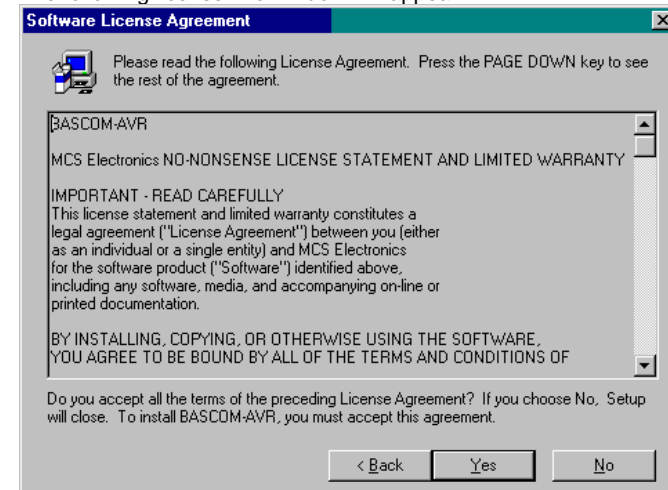 Software License Agreement
Please read the following License Agreement. Press the PAGE DOWN key to see
the rest of the agreement.
BASCOM-AVR
MCS Electronics NO-NONSENSE LICENSE STATEMENT AND LIMITED WARRANTY
IMPORTANT - READ CAREFULLY
This license statement and limited warranty constitutes a
legal agreement ("License Agreement") between you (either
as an individual or a single entity) and MCS Electronics
for the software product ("Software") identified above,
including any software, media, and accompanying on-line or
printed documentation.
BY INSTALLING, COPYING, OR OTHERWISE USING THE SOFTWARE,
YOU AGREE TO BE BOUND BY ALL OF THE TERMS AND CONDITIONS OF
Do you accept all the terms of the preceding License Agreement? If you choose No, Setup
will close. To install BASCOM-AVR, you must accept this agreement.
< Back Yes No